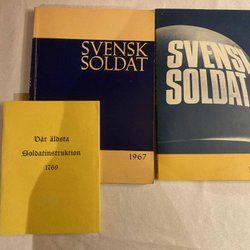 SVENSK
SOLDAT
1967
SVENSK
SOLDAT
Vår äldsta
Soldatinstruktion
1769